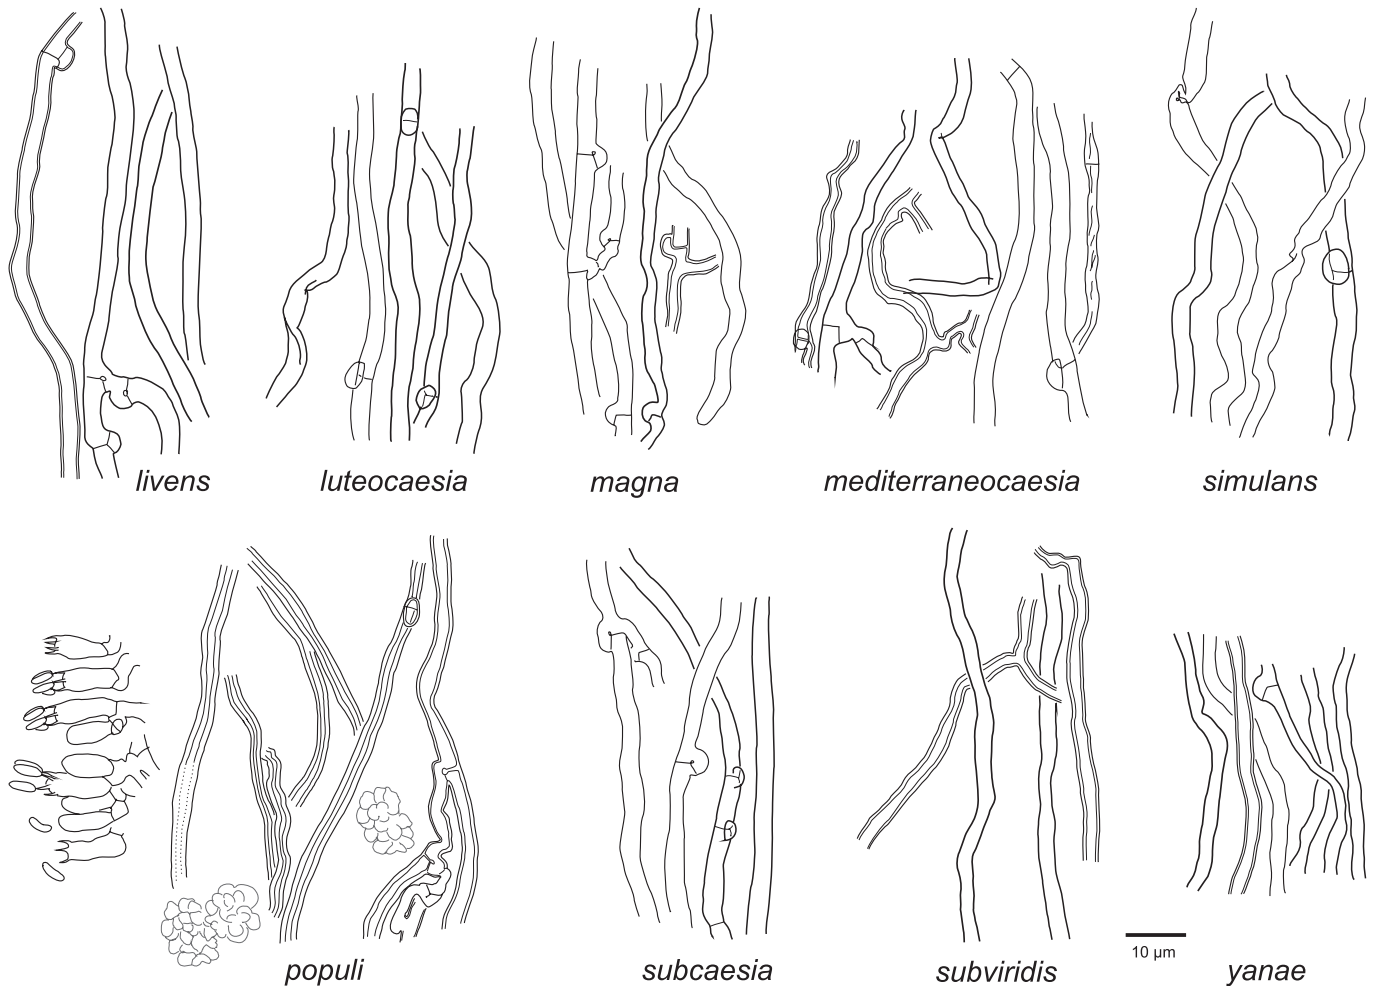 livens
luteocaesia
magna
mediterraneocaesia
simulans
populi
subcaesia
subviridis
10 µm
yanae